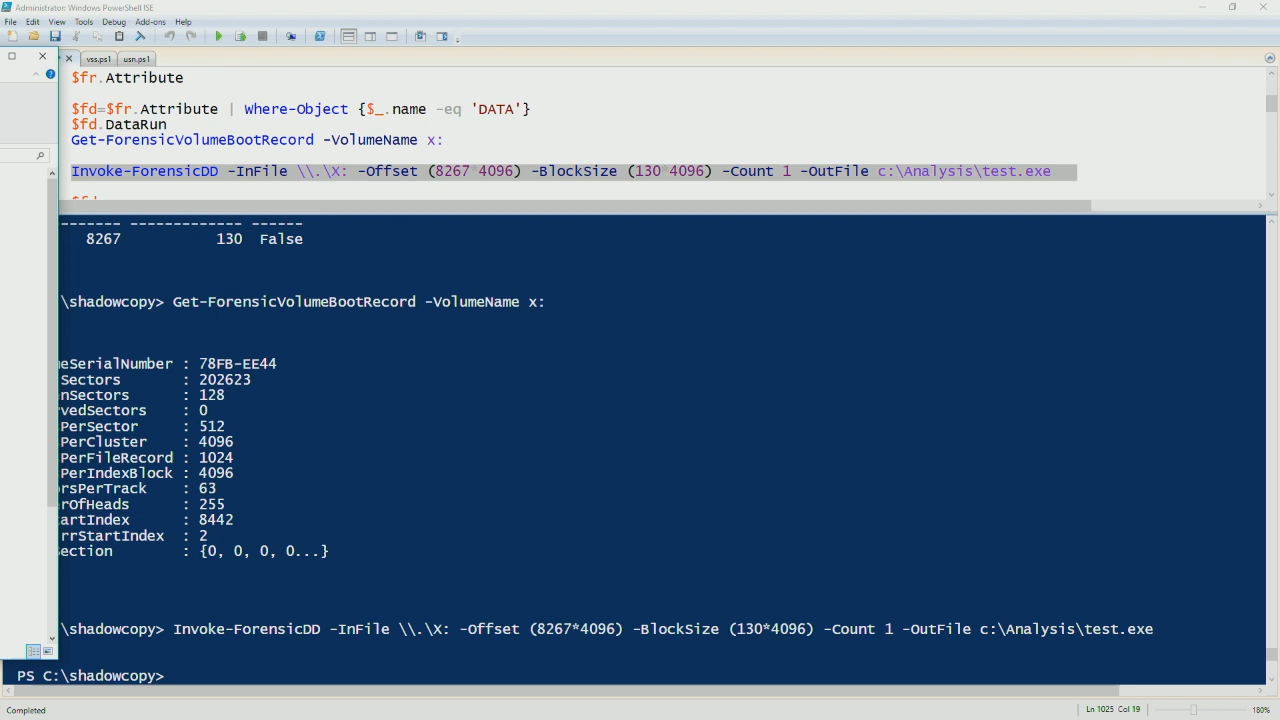 Administrator: Windows PowerShell ISE
File Edit View Tools Debug Add-ons Help
vss.ps1 usn.ps1
$fr.Attribute
$fd=$fr.Attribute | Where-Object {$_.name -eq 'DATA'}
$fd.DataRun
Get-ForensicVolumeBootRecord -VolumeName x:
Invoke-ForensicDD -InFile \\.\X: -Offset (8267*4096) -BlockSize (130*4096) -Count 1 -OutFile c:\Analysis\test.exe
------- ------------- ------
8267 130 False
\shadowcopy> Get-ForensicVolumeBootRecord -VolumeName x:
eSerialNumber : 78FB-EE44
Sectors : 202623
nSectors : 128
vedSectors : 0
PerSector : 512
PerCluster : 4096
PerFileRecord : 1024
PerIndexBlock : 4096
rsPerTrack : 63
rOfHeads : 255
artIndex : 8442
rrStartIndex : 2
ection : {0, 0, 0, 0...}
\shadowcopy> Invoke-ForensicDD -InFile \\.\X: -Offset (8267*4096) -BlockSize (130*4096) -Count 1 -OutFile c:\Analysis\test.exe
PS C:\shadowcopy>
Completed
Ln 1025 Col 19
180%